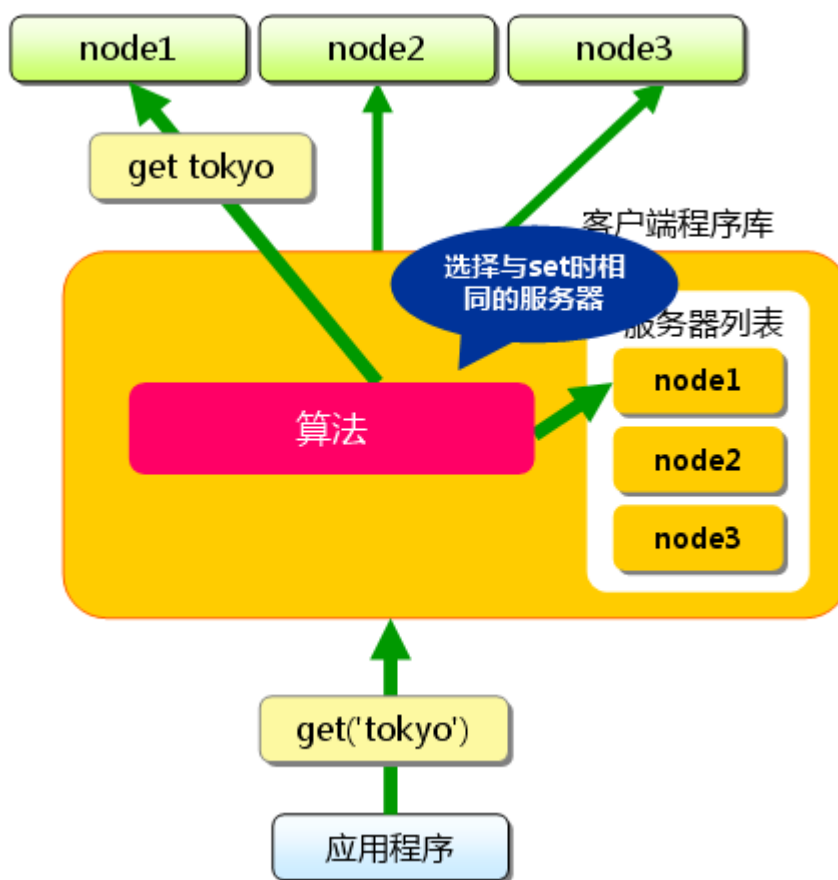 node1
node2
node3
get tokyo
客户端程序库
选择与set时相
同的服务器
服务器列表
node1
算法
node2
node3
get('tokyo')
应用程序